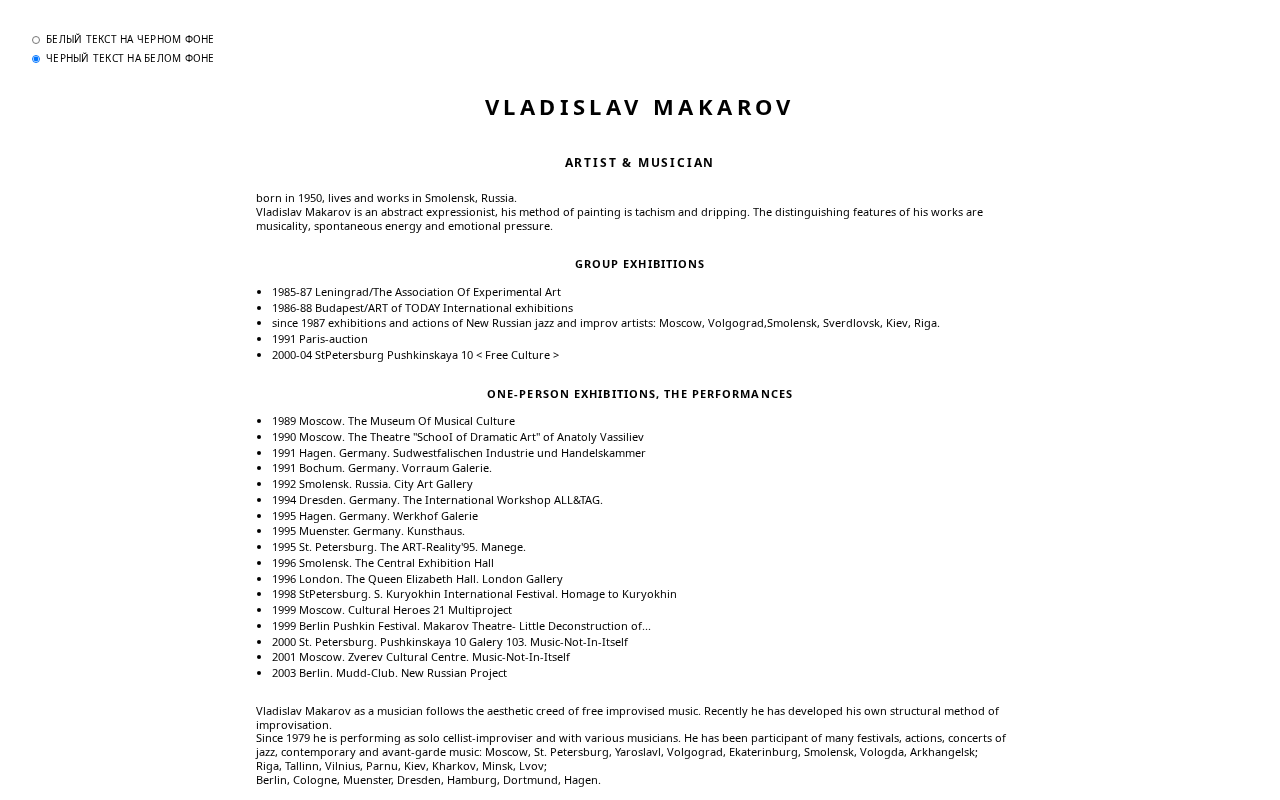 БЕЛЫЙ ТЕКСТ НА ЧЕРНОМ ФОНЕ
ЧЕРНЫЙ ТЕКСТ НА БЕЛОМ ФОНЕ
VLADISLAV MAKAROV
ARTIST & MUSICIAN
born in 1950, lives and works in Smolensk, Russia.
Vladislav Makarov is an abstract expressionist, his method of painting is tachism and dripping. The distinguishing features of his works are
musicality, spontaneous energy and emotional pressure.
GROUP EXHIBITIONS
• 1985-87 Leningrad/The Association Of Experimental Art
• 1986-88 Budapest/ART of TODAY International exhibitions
• since 1987 exhibitions and actions of New Russian jazz and improv artists: Moscow, Volgograd,Smolensk, Sverdlovsk, Kiev, Riga.
• 1991 Paris-auction
• 2000-04 StPetersburg Pushkinskaya 10 < Free Culture >
ONE-PERSON EXHIBITIONS, THE PERFORMANCES
• 1989 Moscow. The Museum Of Musical Culture
• 1990 Moscow. The Theatre "SchooI of Dramatic Art" of Anatoly Vassiliev
• 1991 Hagen. Germany. Sudwestfalischen Industrie und Handelskammer
• 1991 Bochum. Germany. Vorraum Galerie.
• 1992 Smolensk. Russia. City Art Gallery
• 1994 Dresden. Germany. The International Workshop ALL&TAG.
• 1995 Hagen. Germany. Werkhof Galerie
• 1995 Muenster. Germany. Kunsthaus.
• 1995 St. Petersburg. The ART-Reality'95. Manege.
• 1996 Smolensk. The Central Exhibition Hall
• 1996 London. The Queen Elizabeth Hall. London Gallery
• 1998 StPetersburg. S. Kuryokhin International Festival. Homage to Kuryokhin
• 1999 Moscow. Cultural Heroes 21 Multiproject
• 1999 Berlin Pushkin Festival. Makarov Theatre- Little Deconstruction of...
• 2000 St. Petersburg. Pushkinskaya 10 Galery 103. Music-Not-In-Itself
• 2001 Moscow. Zverev Cultural Centre. Music-Not-In-Itself
• 2003 Berlin. Mudd-Club. New Russian Project
Vladislav Makarov as a musician follows the aesthetic creed of free improvised music. Recently he has developed his own structural method of
improvisation.
Since 1979 he is performing as solo cellist-improviser and with various musicians. He has been participant of many festivals, actions, concerts of
jazz, contemporary and avant-garde music: Moscow, St. Petersburg, Yaroslavl, Volgograd, Ekaterinburg, Smolensk, Vologda, Arkhangelsk;
Riga, Tallinn, Vilnius, Parnu, Kiev, Kharkov, Minsk, Lvov;
Berlin, Cologne, Muenster, Dresden, Hamburg, Dortmund, Hagen.